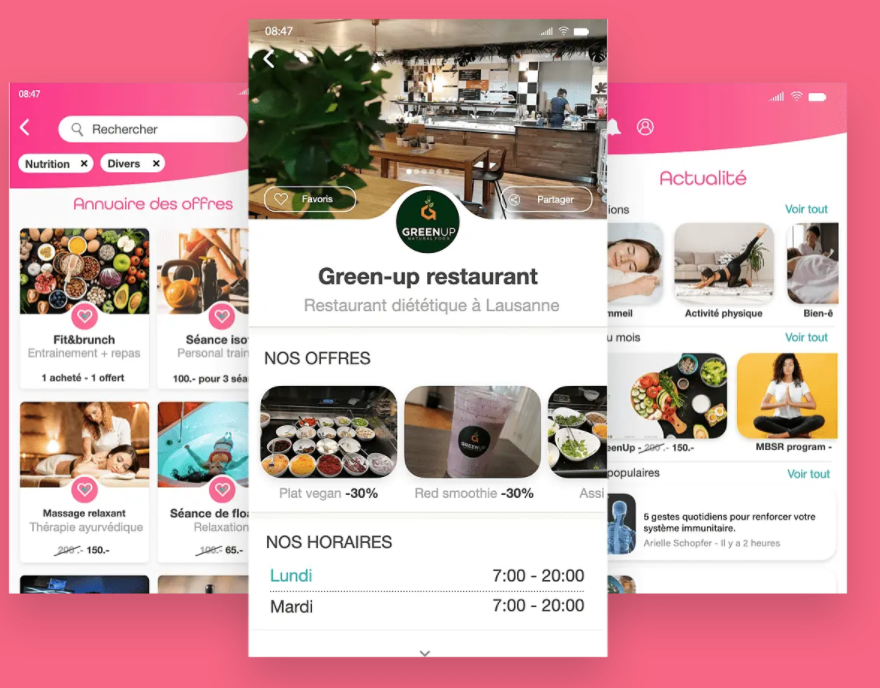 08:47
Rechercher
Nutrition ×
Divers ×
Annuaire des offres
Fit&brunch
Entrainement + repas
1 acheté - 1 offert
Séance iso
Personal train
100.- pour 3 séa
Massage relaxant
Thérapie ayurvédique
200.- 150.-
Séance de flo
Relaxation
100.- 65.-
08:47
Favoris
Partager
GREENUP
NATURAL FOOD
Green-up restaurant
Restaurant diététique à Lausanne
NOS OFFRES
GREENUP
Plat vegan -30%
Red smoothie -30%
Assi
NOS HORAIRES
Lundi 7:00 - 20:00
Mardi 7:00 - 20:00
Actualité
ions
Voir tout
meil
Activité physique
Bien-ê
u mois
Voir tout
eenUp - 200.- 150.-
MBSR program -
populaires
Voir tout
5 gestes quotidiens pour renforcer votre
système immunitaire.
Arielle Schopfer - Il y a 2 heures